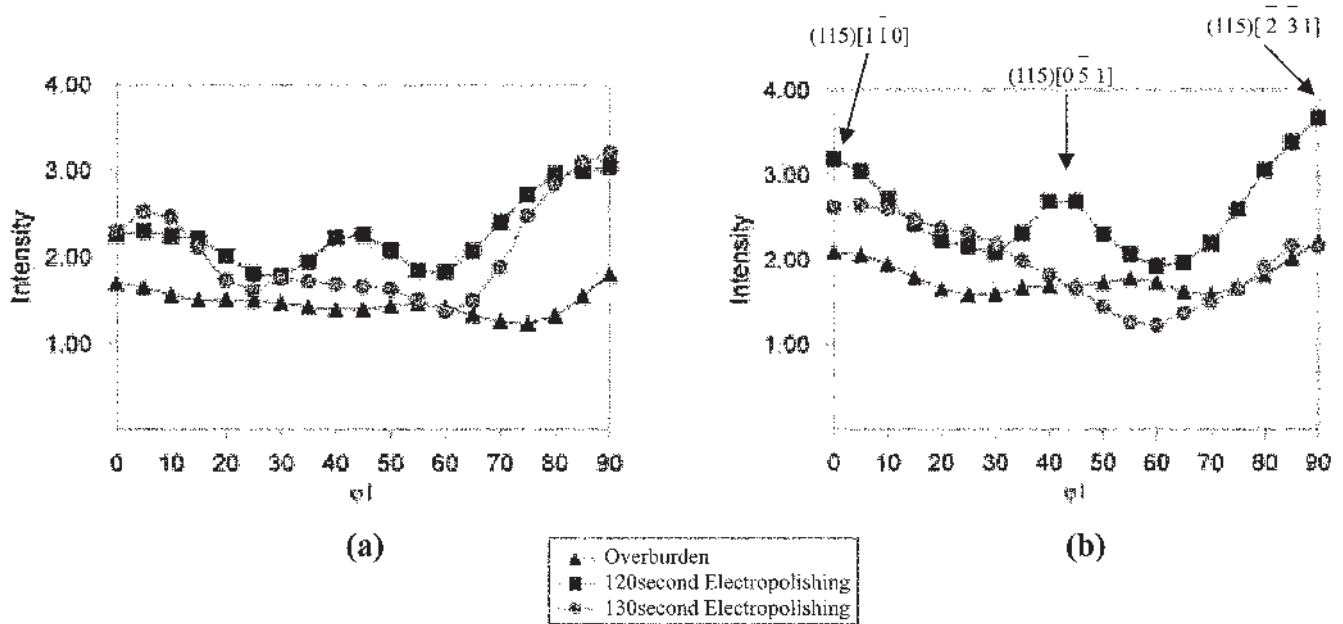 (115)[1 1̅ 0]
(115)[0 5̅ 1]
(115)[2̅ 3̅ 1]
4.00
3.00
2.00
1.00
Intensity
0 10 20 30 40 50 60 70 80 90
φ1
(a)
4.00
3.00
2.00
1.00
Intensity
0 10 20 30 40 50 60 70 80 90
φ1
(b)
Overburden
120second Electropolishing
130second Electropolishing